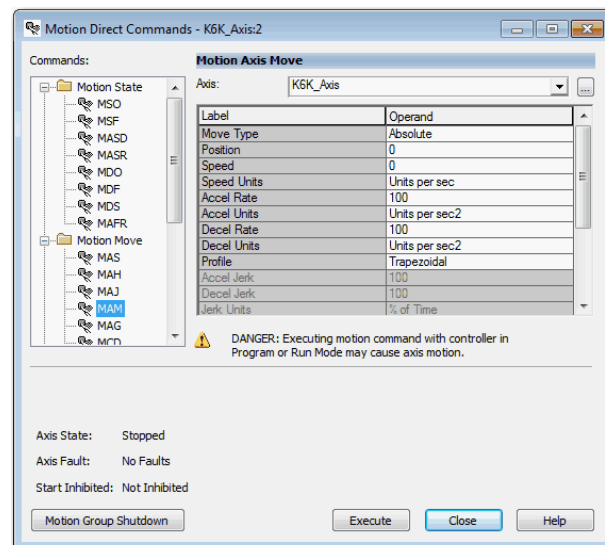 Motion Direct Commands - K6K_Axis:2
Commands:
Motion State
MSO
MSF
MASD
MASR
MDO
MDF
MDS
MAFR
Motion Move
MAS
MAH
MAJ
MAM
MAG
MCD
Motion Axis Move
Axis: K6K_Axis ...
Label Operand
Move Type Absolute
Position 0
Speed 0
Speed Units Units per sec
Accel Rate 100
Accel Units Units per sec2
Decel Rate 100
Decel Units Units per sec2
Profile Trapezoidal
Accel Jerk 100
Decel Jerk 100
Jerk Units % of Time
DANGER: Executing motion command with controller in
Program or Run Mode may cause axis motion.
Axis State: Stopped
Axis Fault: No Faults
Start Inhibited: Not Inhibited
Motion Group Shutdown Execute Close Help